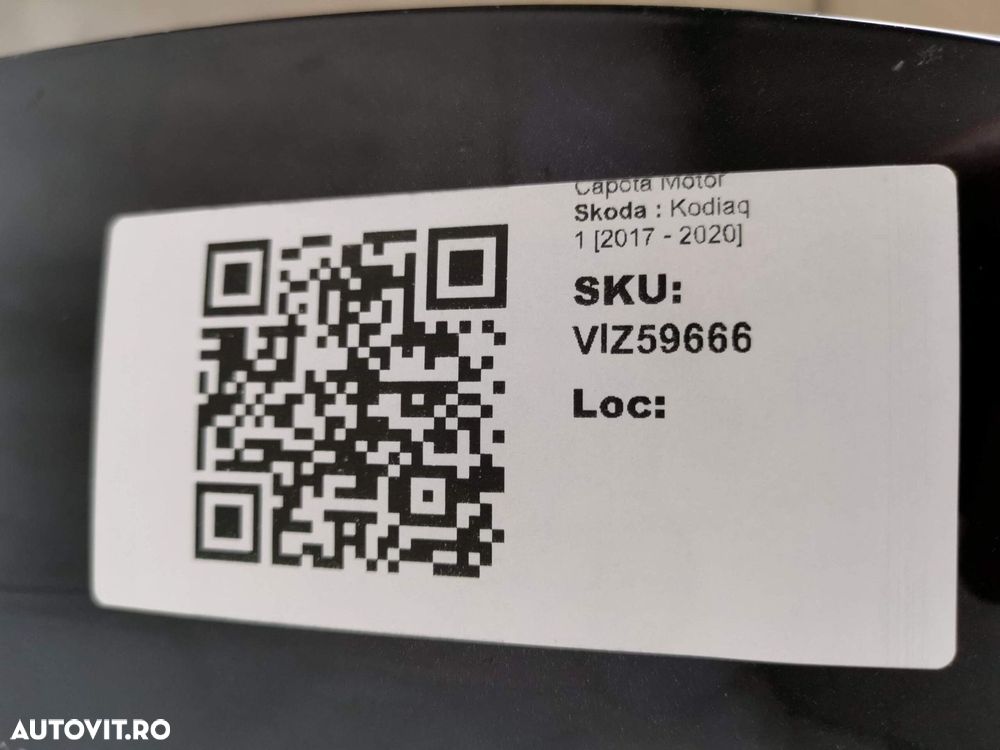 Capota Motor
Skoda : Kodiaq
1 [2017 - 2020]
SKU:
VIZ59666
Loc:
AUTOVIT.RO